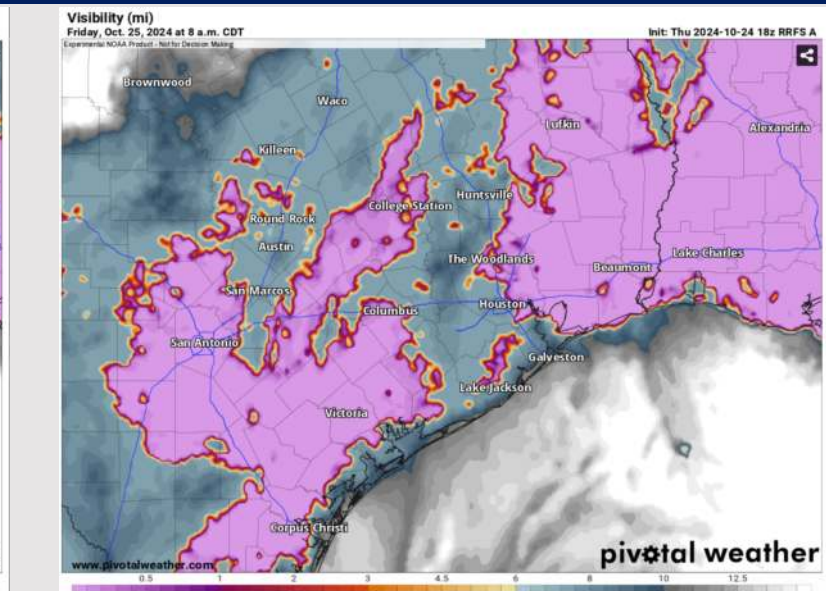 Visibility (mi)
Friday, Oct. 25, 2024 at 8 a.m. CDT
Init: Thu 2024-10-24 18z RRFS A
Experimental NOAA Product - Not for Decision Making
Brownwood
Waco
Lufkin
Alexandria
Killeen
Huntsville
College Station
Round Rock
Austin
The Woodlands
Lake Charles
Beaumont
San Marcos
Houston
Columbus
San Antonio
Galveston
Lake Jackson
Victoria
Corpus Christi
www.pivotalweather.com
pivotal weather
0.5 1 2 3 4.5 6 8 10 12.5